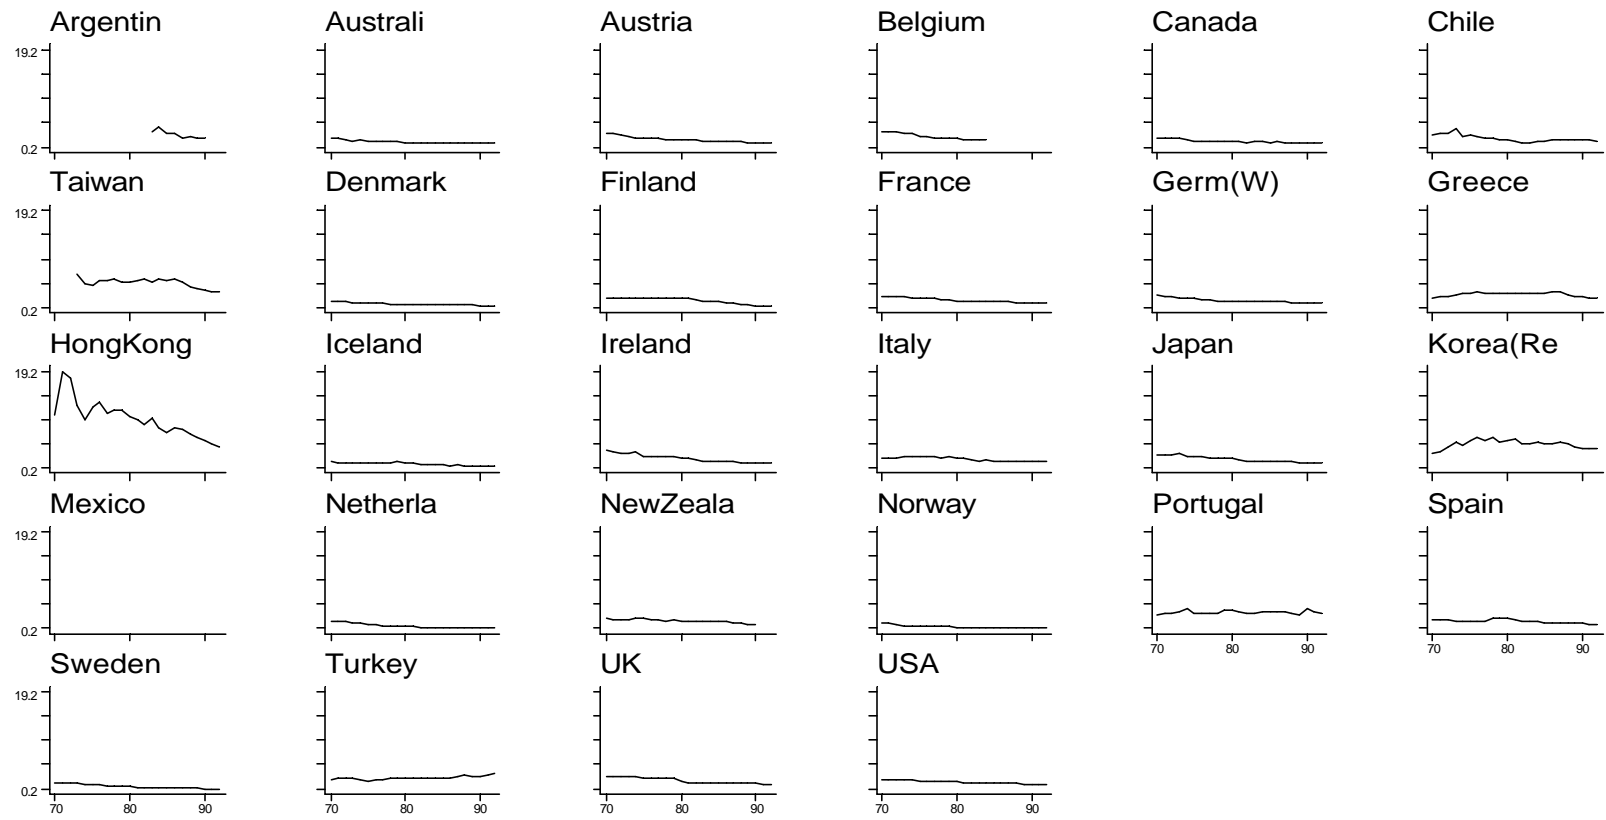 Argentin Australi Austria Belgium Canada Chile
19.2
0.2
Taiwan Denmark Finland France Germ(W) Greece
19.2
0.2
HongKong Iceland Ireland Italy Japan Korea(Re
19.2
0.2
Mexico Netherla NewZeala Norway Portugal Spain
19.2
0.2
70 80 90 70 80 90
Sweden Turkey UK USA
19.2
0.2
70 80 90 70 80 90 70 80 90 70 80 90